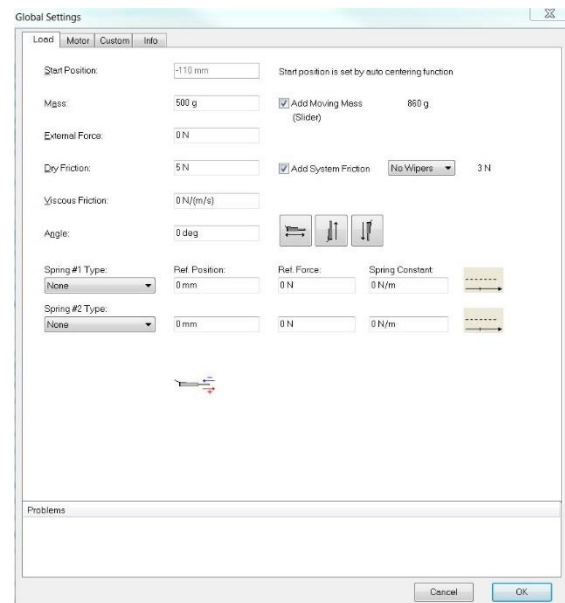 Global Settings
Load Motor Custom Info
Start Position: -110 mm Start position is set by auto centering function
Mass: 500 g Add Moving Mass 860 g
(Slider)
External Force: 0 N
Dry Friction: 5 N Add System Friction No Wipers 3 N
Viscous Friction: 0 N/(m/s)
Angle: 0 deg
Spring #1 Type: Ref. Position: Ref. Force: Spring Constant:
None 0 mm 0 N 0 N/m
Spring #2 Type:
None 0 mm 0 N 0 N/m
Problems
Cancel OK